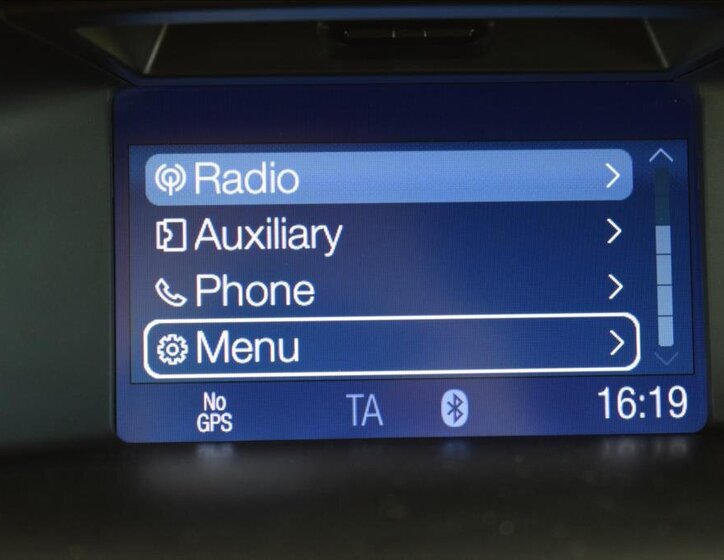 Radio
Auxiliary
Phone
Menu
No
GPS
TA
16:19